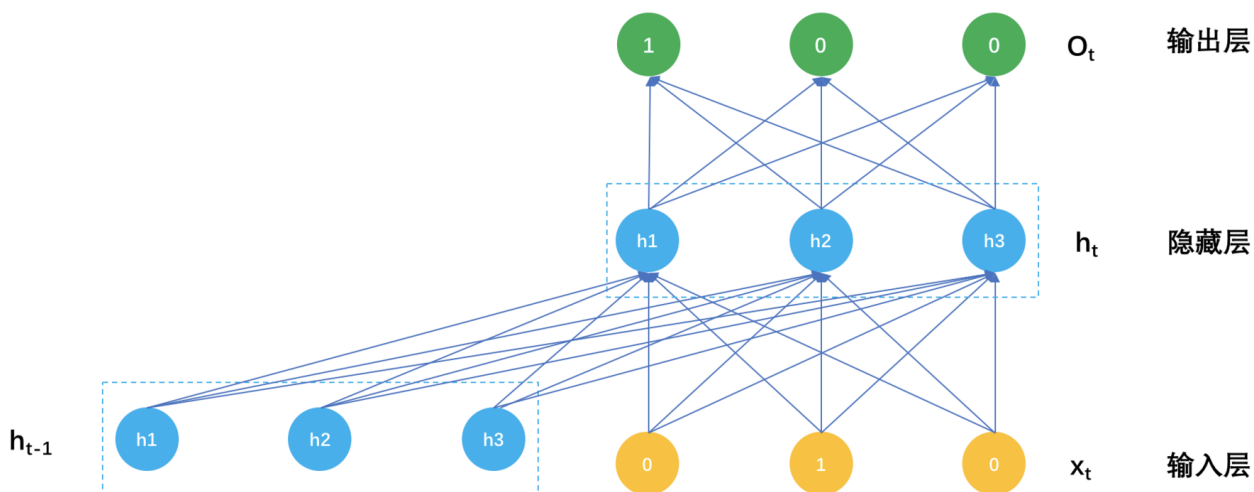 1 0 0 Oₜ 输出层
h1 h2 h3 hₜ 隐藏层
hₜ₋₁ h1 h2 h3
0 1 0 xₜ 输入层